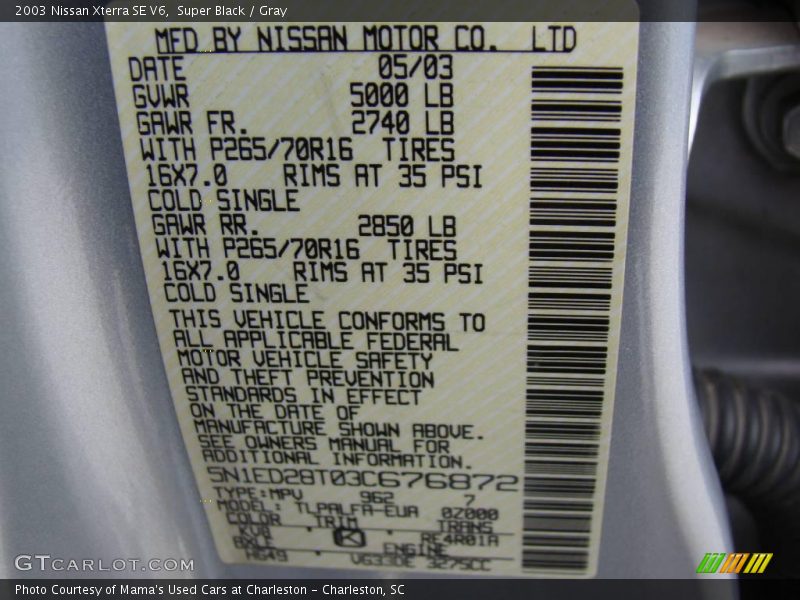 2003 Nissan Xterra SE V6, Super Black / Gray
MFD BY NISSAN MOTOR CO. LTD
DATE 05/03
GVWR 5000 LB
GAWR FR. 2740 LB
WITH P265/70R16 TIRES
16X7.0 RIMS AT 35 PSI
COLD SINGLE
GAWR RR. 2850 LB
WITH P265/70R16 TIRES
16X7.0 RIMS AT 35 PSI
COLD SINGLE
THIS VEHICLE CONFORMS TO
ALL APPLICABLE FEDERAL
MOTOR VEHICLE SAFETY
AND THEFT PREVENTION
STANDARDS IN EFFECT
ON THE DATE OF
MANUFACTURE SHOWN ABOVE.
SEE OWNERS MANUAL FOR
ADDITIONAL INFORMATION.
5N1ED28T03C676872
TYPE:MPV 962 7
MODEL: TLPALFA-EUA 0Z000
COLOR TRIM TRANS
K RE4R01A
ENGINE
VG33DE 3275CC
GTCarLot.com
Photo Courtesy of Mama's Used Cars at Charleston - Charleston, SC